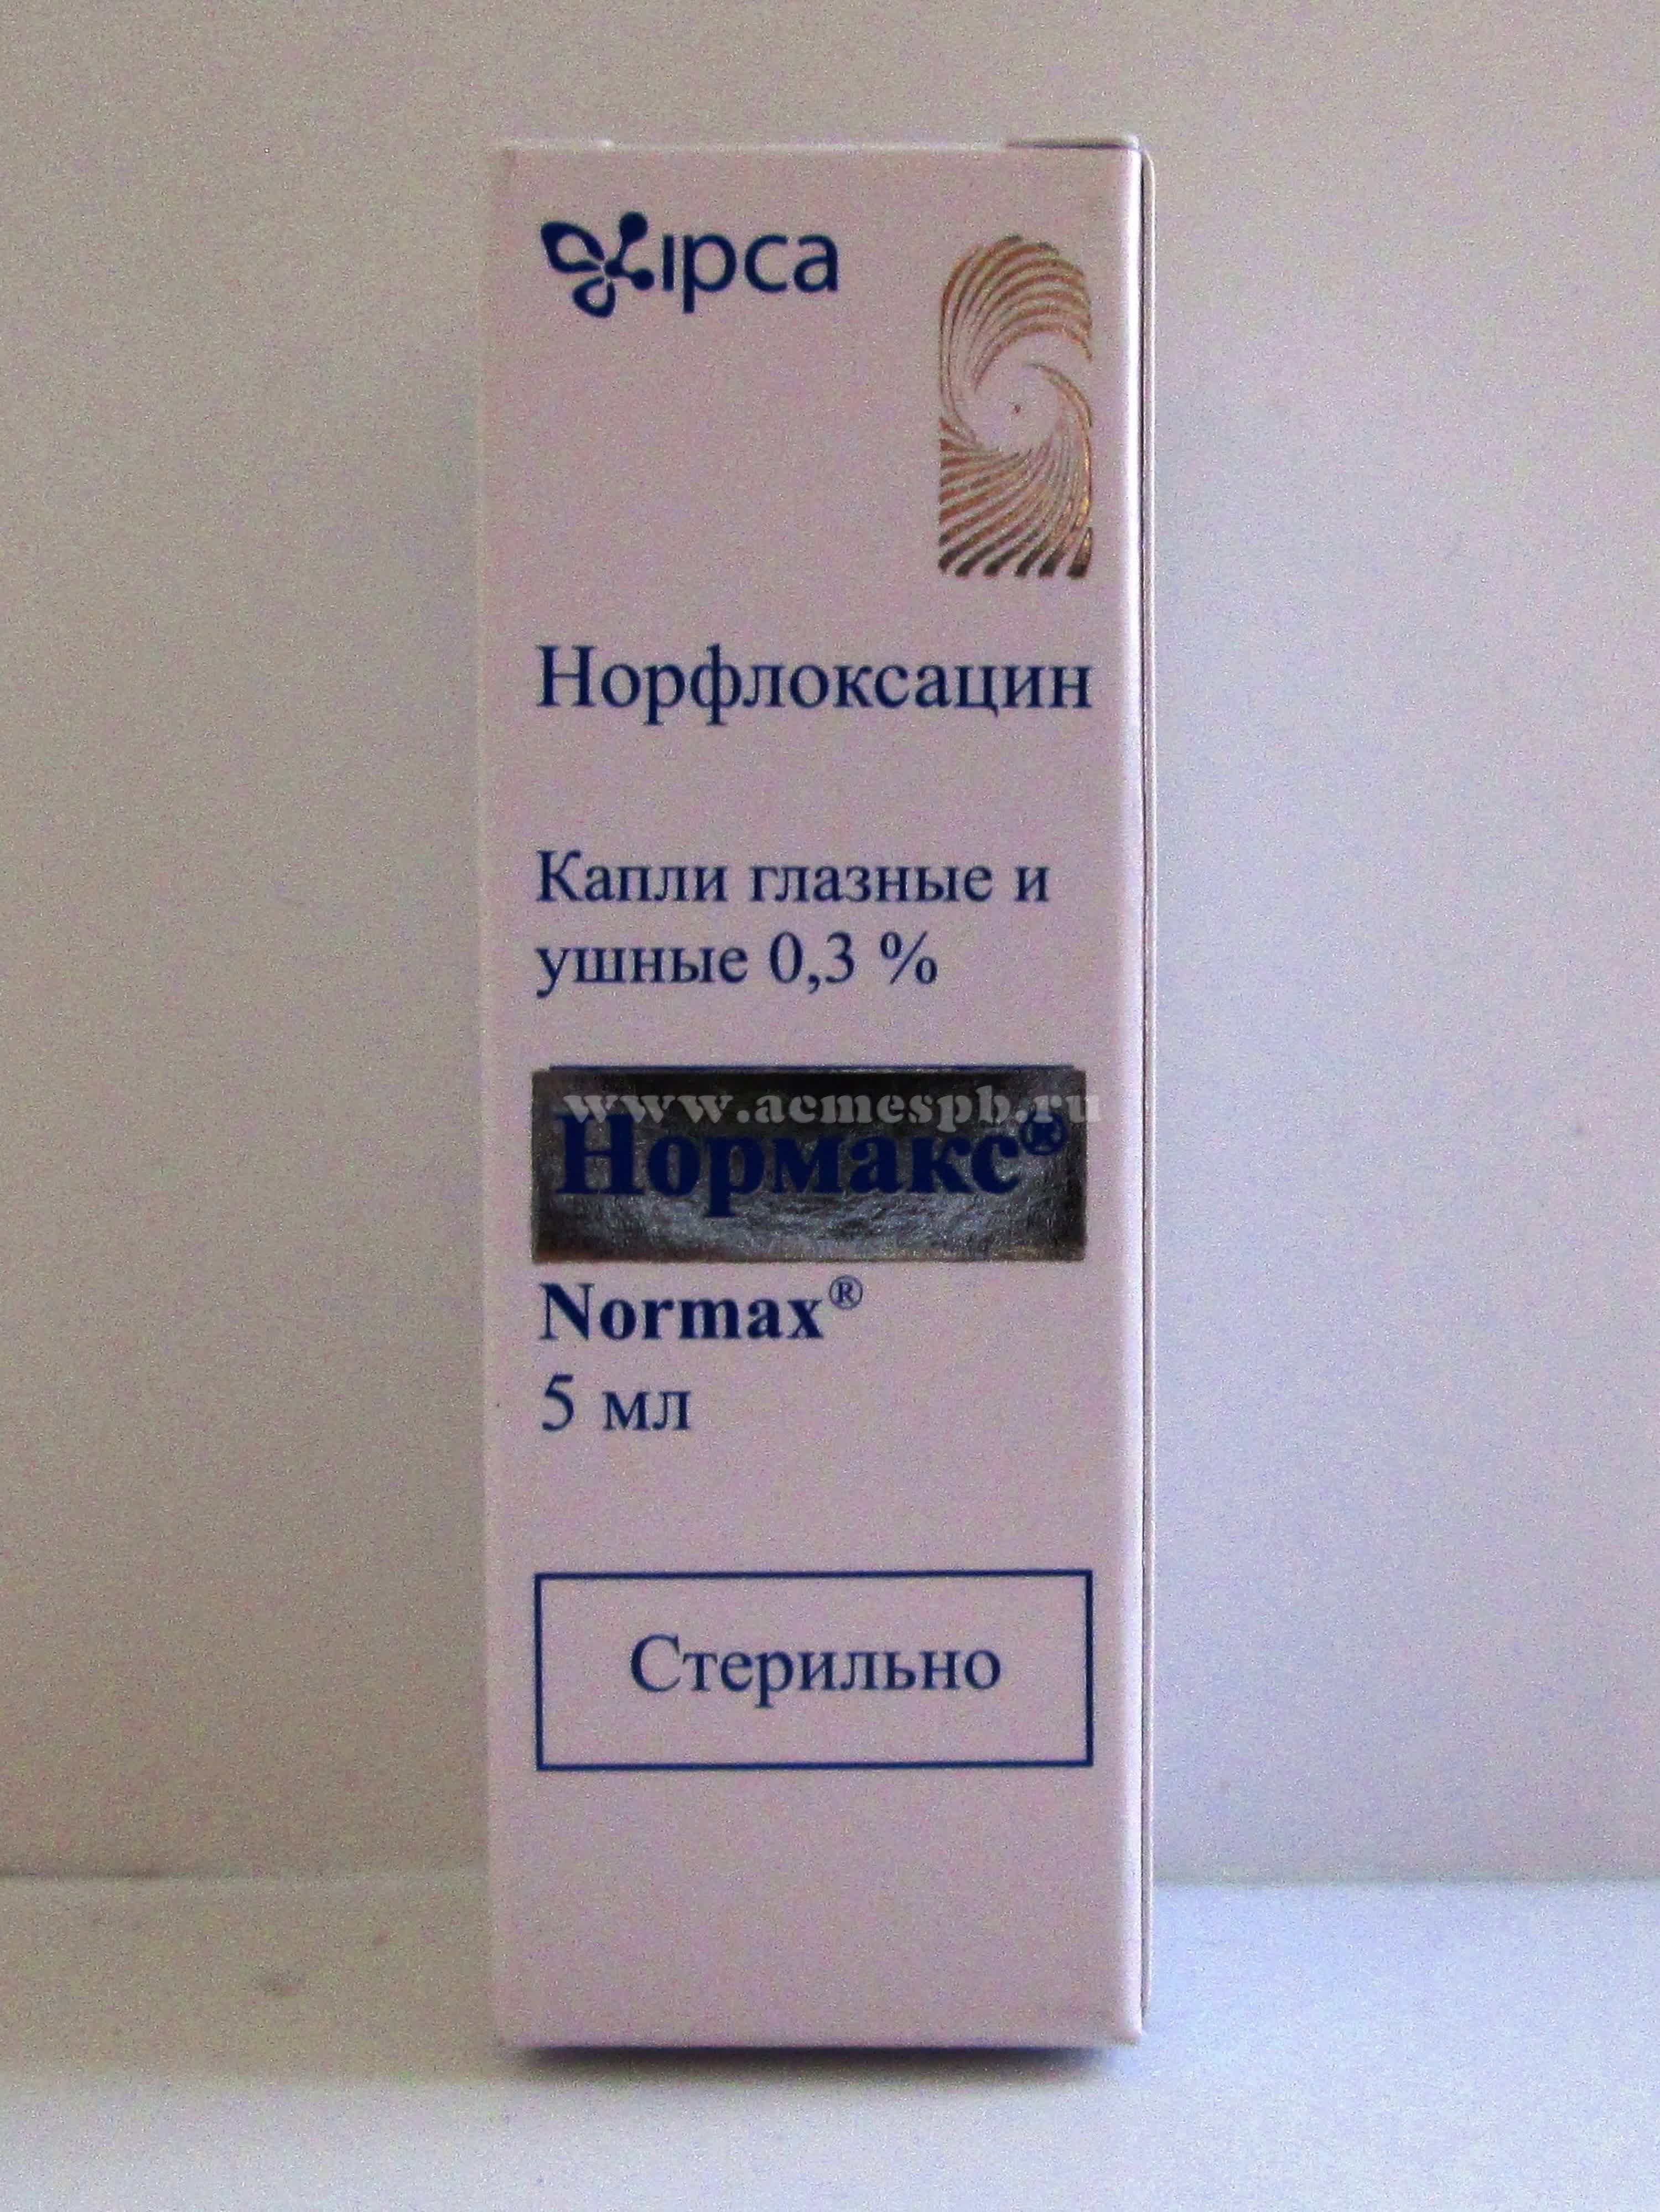 ipca
Норфлоксацин
Капли глазные и
ушные 0,3 %
www.acmespb.ru
Нормакс®
Normax®
5 мл
Стерильно